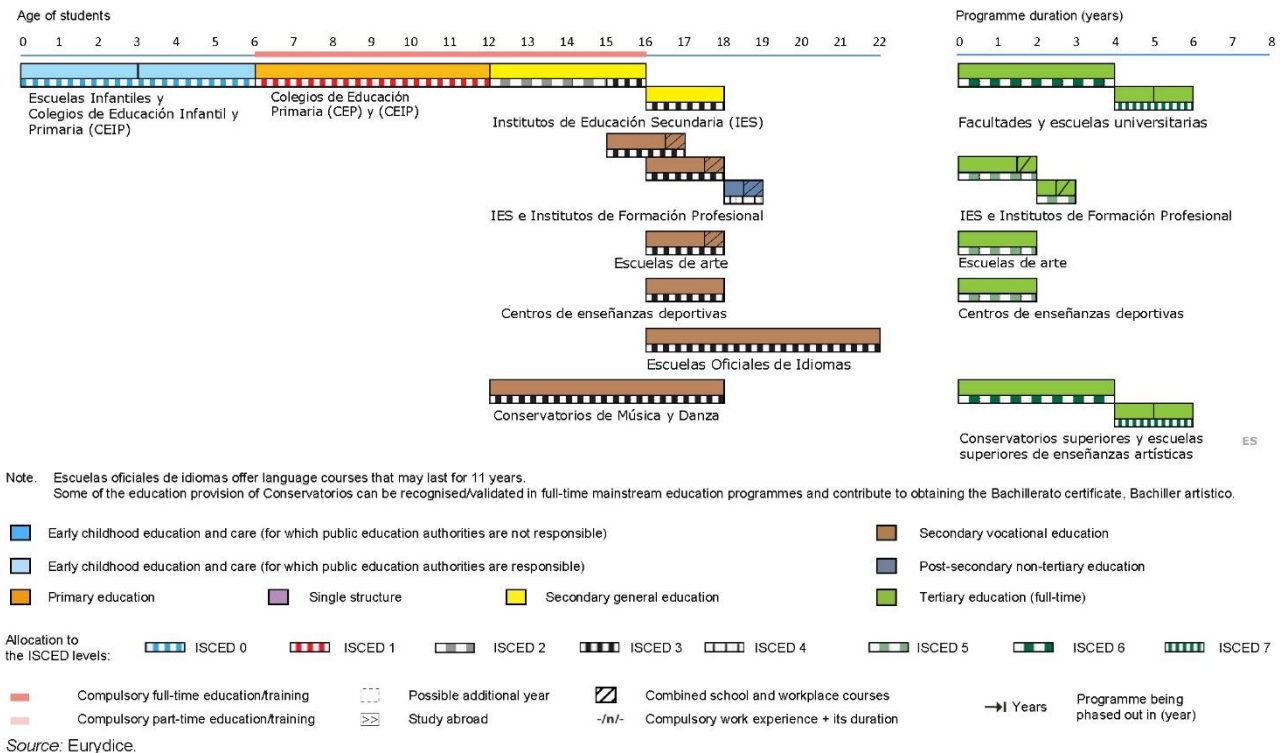 Age of students
Programme duration (years)
0 1 2 3 4 5 6 7 8 9 10 11 12 13 14 15 16 17 18 19 20 21 22
0 1 2 3 4 5 6 7 8
Escuelas Infantiles y
Colegios de Educación Infantil y
Primaria (CEIP)
Colegios de Educación
Primaria (CEP) y (CEIP)
Institutos de Educación Secundaria (IES)
Facultades y escuelas universitarias
IES e Institutos de Formación Profesional
IES e Institutos de Formación Profesional
Escuelas de arte
Escuelas de arte
Centros de enseñanzas deportivas
Centros de enseñanzas deportivas
Escuelas Oficiales de Idiomas
Conservatorios de Música y Danza
Conservatorios superiores y escuelas
superiores de enseñanzas artísticas
ES
Note. Escuelas oficiales de idiomas offer language courses that may last for 11 years.
Some of the education provision of Conservatorios can be recognised/validated in full-time mainstream education programmes and contribute to obtaining the Bachillerato certificate, Bachiller artístico.
Early childhood education and care (for which public education authorities are not responsible)
Secondary vocational education
Early childhood education and care (for which public education authorities are responsible)
Post-secondary non-tertiary education
Primary education
Single structure
Secondary general education
Tertiary education (full-time)
Allocation to
the ISCED levels:
ISCED 0
ISCED 1
ISCED 2
ISCED 3
ISCED 4
ISCED 5
ISCED 6
ISCED 7
Compulsory full-time education/training
Possible additional year
Combined school and workplace courses
Years
Programme being
phased out in (year)
Compulsory part-time education/training
>> Study abroad
-/n/- Compulsory work experience + its duration
Source: Eurydice.